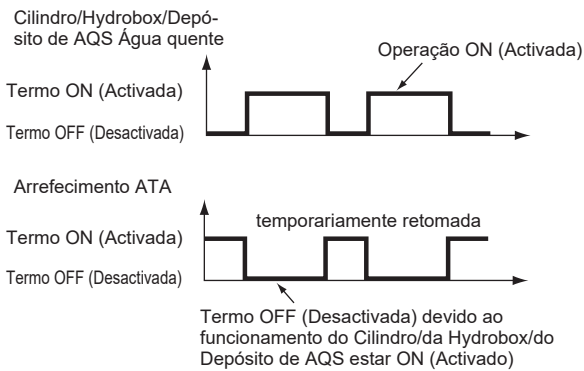 Cilindro/Hydrobox/Depó-
sito de AQS Água quente
Operação ON (Activada)
Termo ON (Activada)
Termo OFF (Desactivada)
Arrefecimento ATA
temporariamente retomada
Termo ON (Activada)
Termo OFF (Desactivada)
Termo OFF (Desactivada) devido ao
funcionamento do Cilindro/da Hydrobox/do
Depósito de AQS estar ON (Activado)